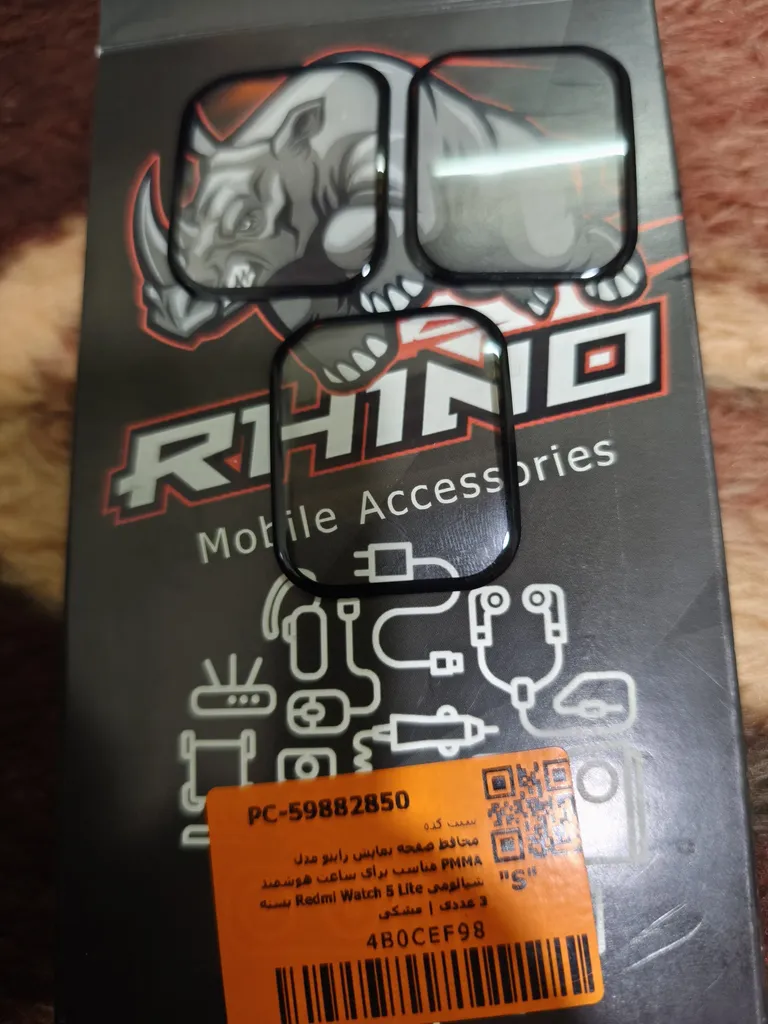 RHINO
Mobile Accessories
PC-59882850
ثبت کده
محافظ صفحه نمایش راینو مدل
PMMA مناسب برای ساعت هوشمند
شیائومی Redmi Watch 5 Lite بسته
3 عددی | مشکی
"S"
4B0CEF98